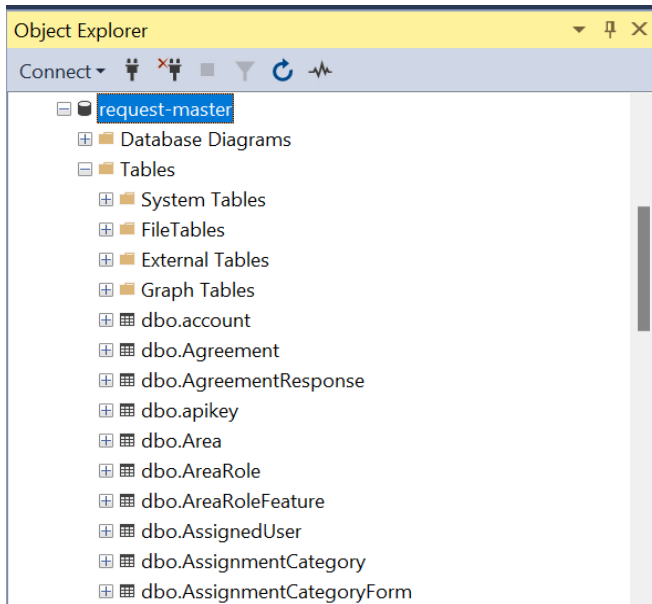 Object Explorer
Connect
request-master
Database Diagrams
Tables
System Tables
FileTables
External Tables
Graph Tables
dbo.account
dbo.Agreement
dbo.AgreementResponse
dbo.apikey
dbo.Area
dbo.AreaRole
dbo.AreaRoleFeature
dbo.AssignedUser
dbo.AssignmentCategory
dbo.AssignmentCategoryForm